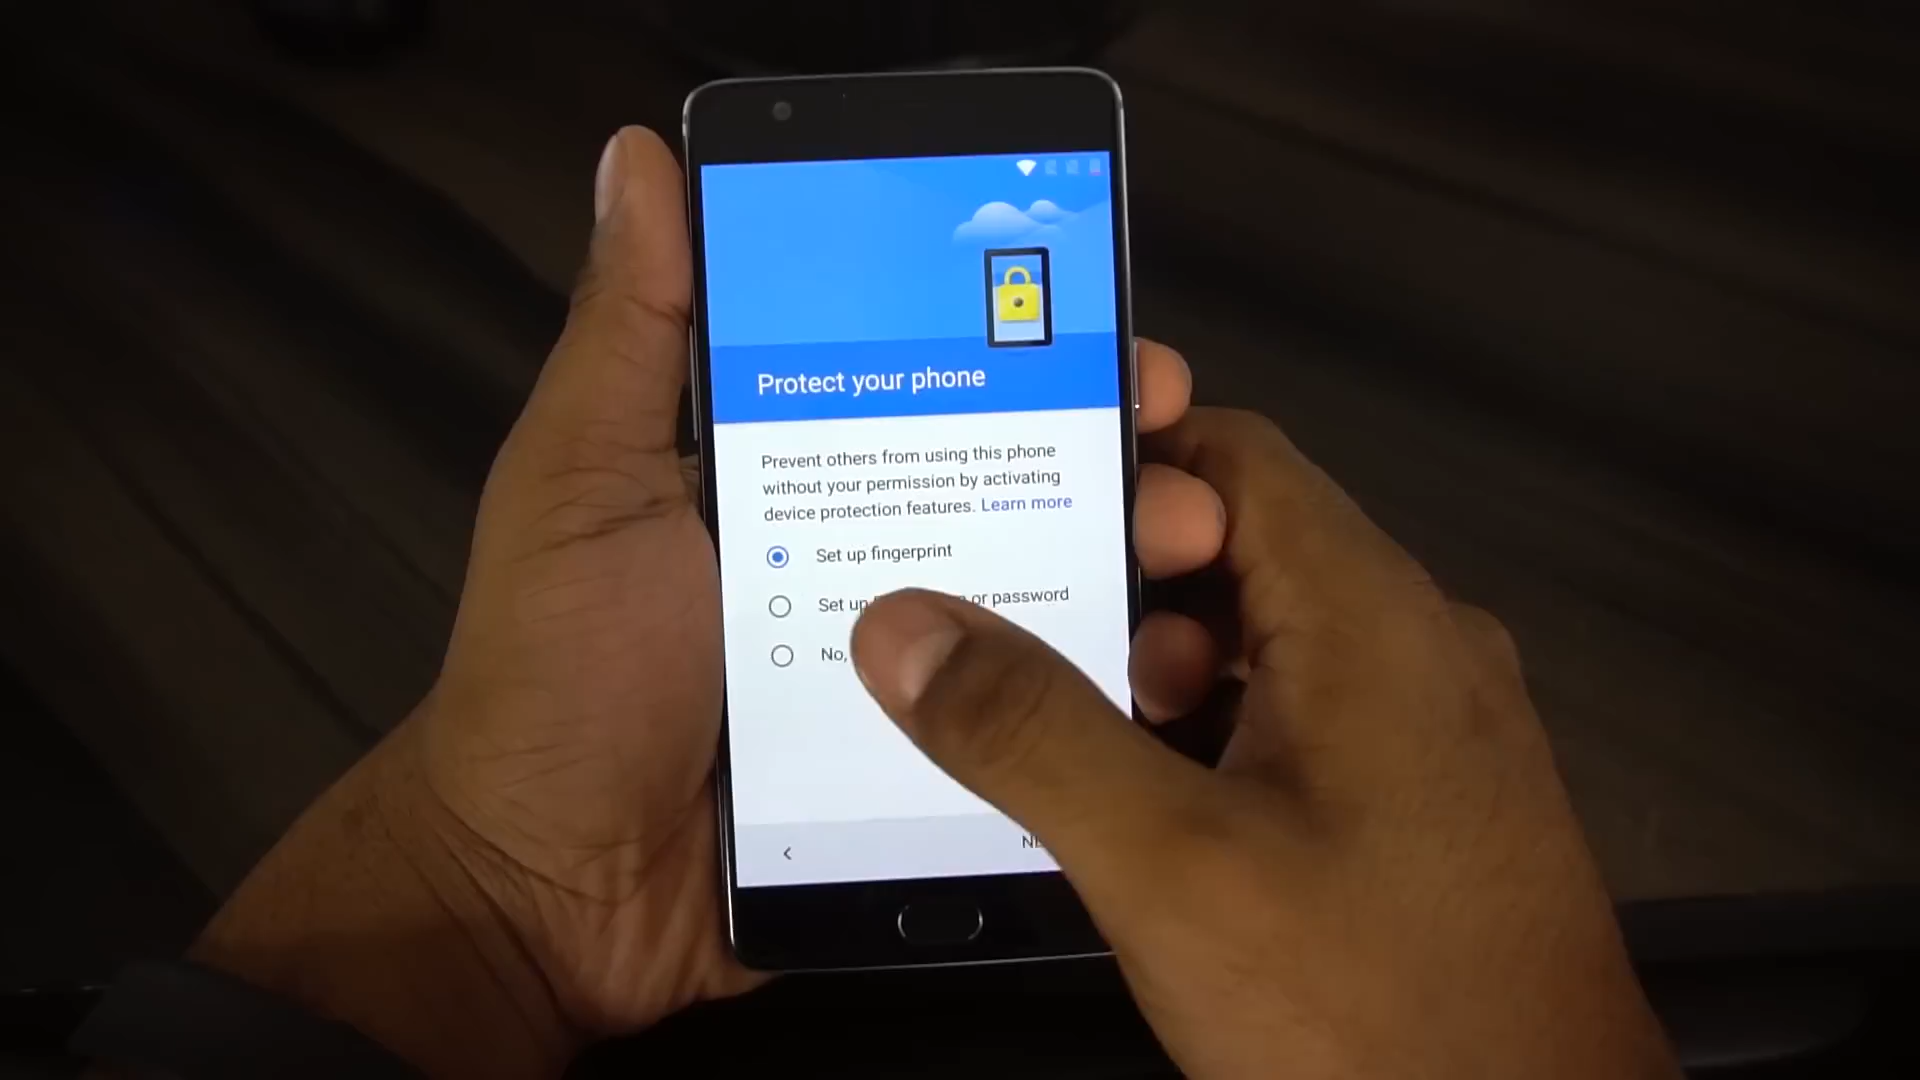 Protect your phone
Prevent others from using this phone
without your permission by activating
device protection features. Learn more
Set up fingerprint
Set up or password
No,